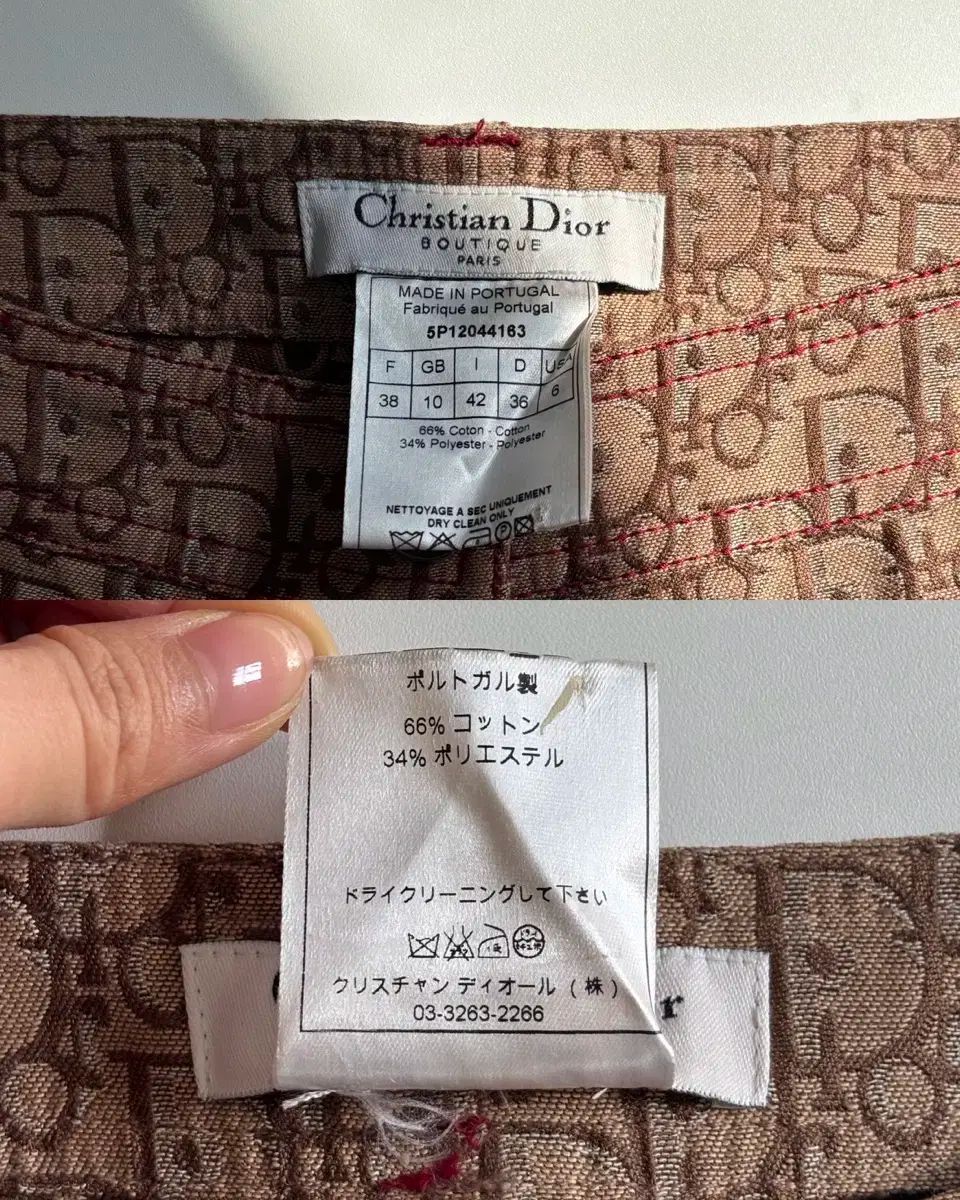 Christian Dior
BOUTIQUE
PARIS
MADE IN PORTUGAL
Fabriqué au Portugal
5P12044163
F GB I D USA
38 10 42 36 6
66% Coton - Cotton
34% Polyester - Polyester
NETTOYAGE A SEC UNIQUEMENT
DRY CLEAN ONLY
ポルトガル製
66% コットン
34% ポリエステル
ドライクリーニングして下さい
クリスチャン ディオール (株)
03-3263-2266
r